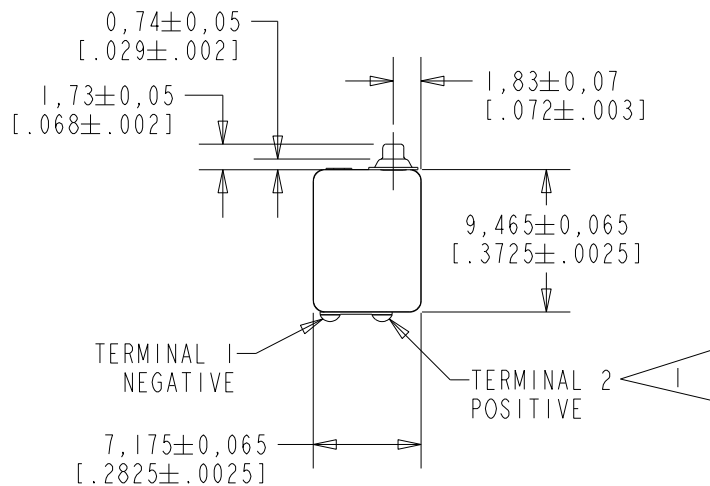 0,74±0,05
[.029±.002]
1,73±0,05
[.068±.002]
1,83±0,07
[.072±.003]
9,465±0,065
[.3725±.0025]
TERMINAL 1
NEGATIVE
TERMINAL 2
POSITIVE
1
7,175±0,065
[.2825±.0025]